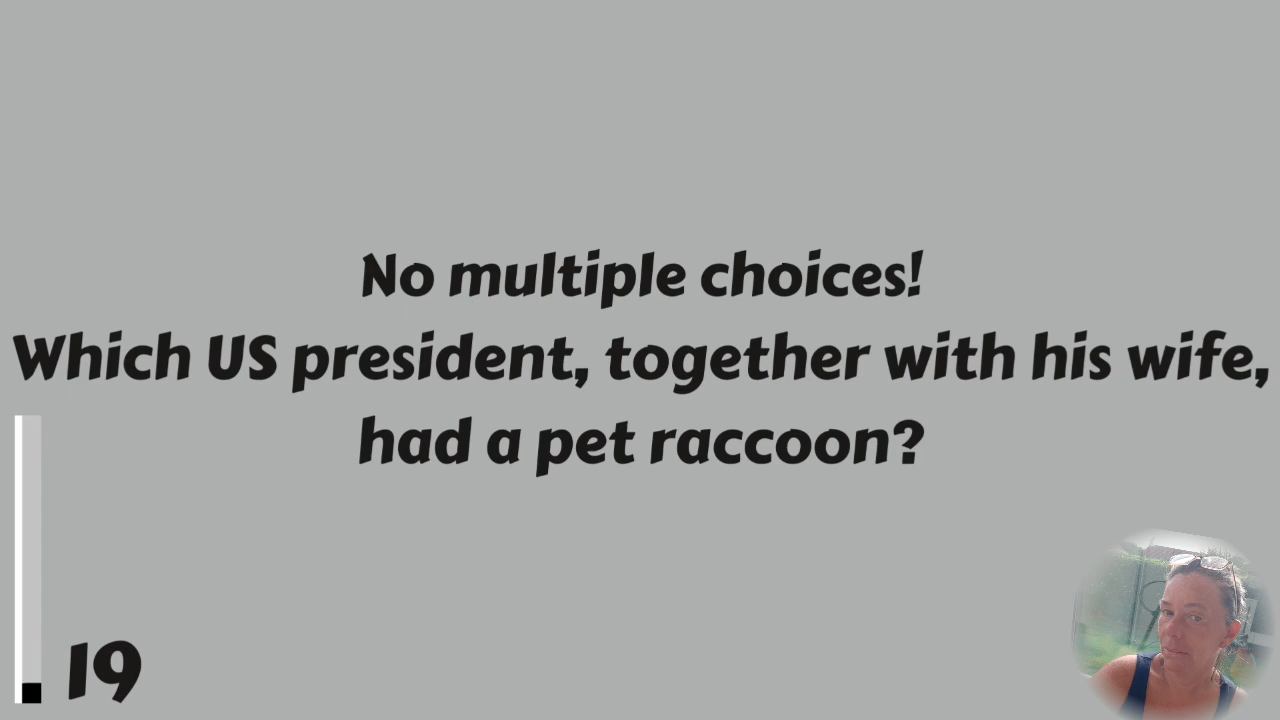 No multiple choices!
Which US president, together with his wife,
had a pet raccoon?
19